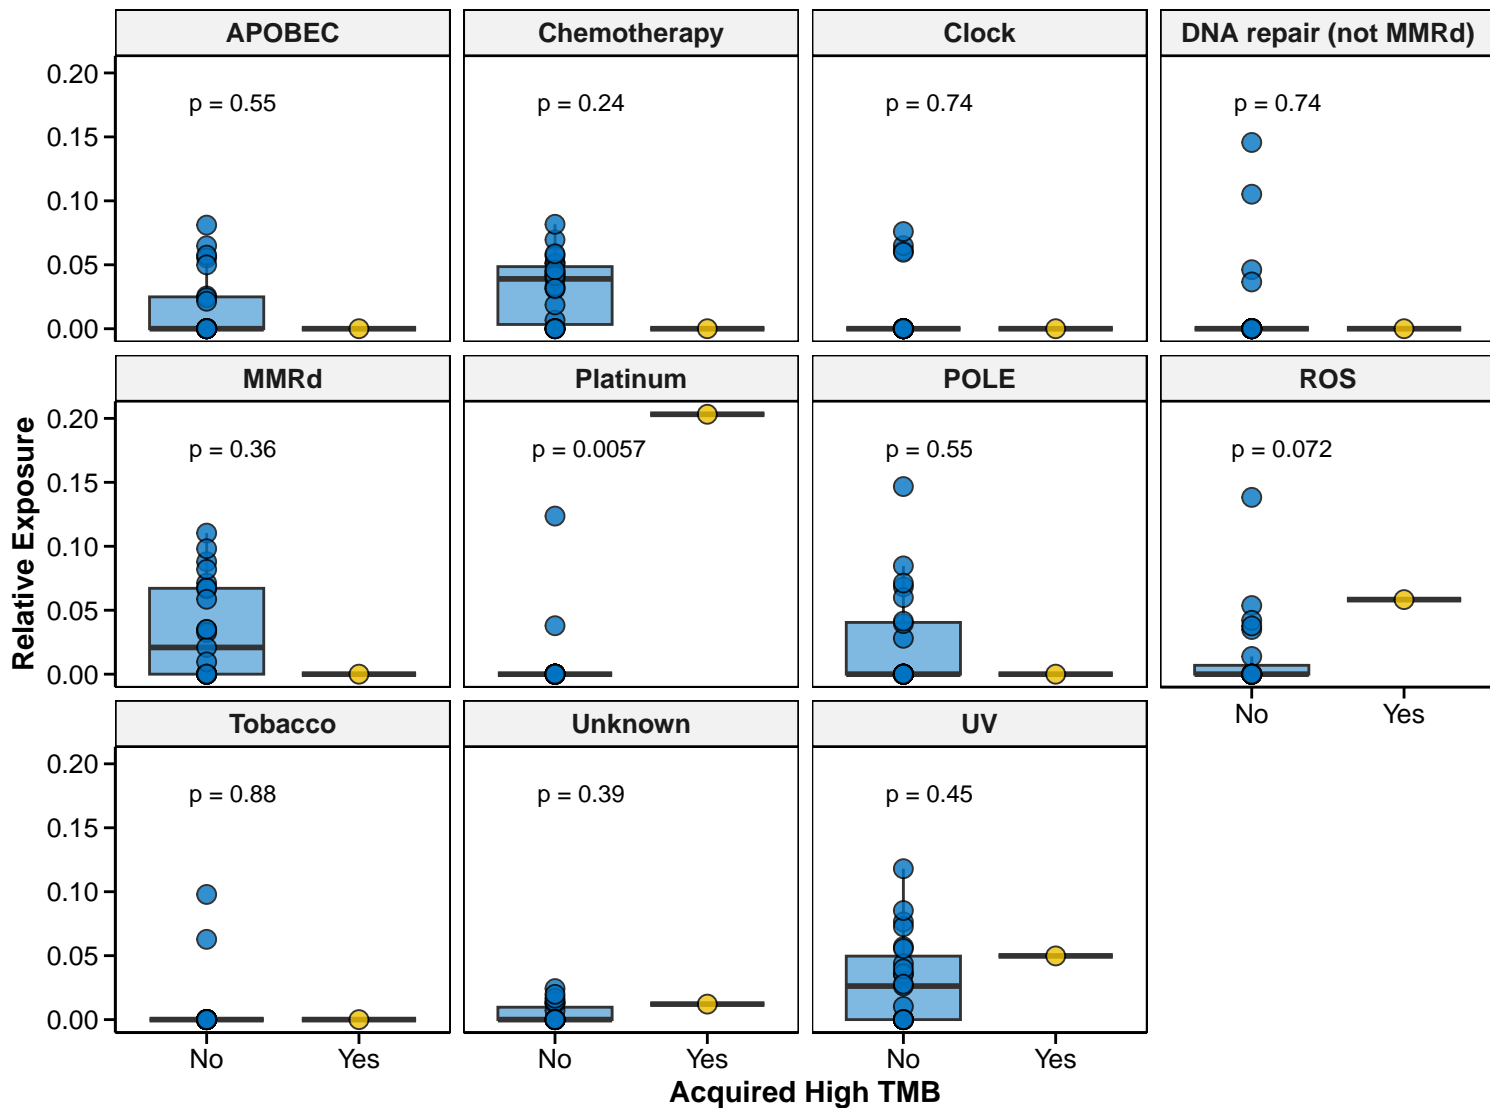 APOBEC Chemotherapy Clock DNA repair (not MMRd)
0.20
p = 0.55 p = 0.24 p = 0.74 p = 0.74
0.15
0.10
0.05
0.00
MMRd Platinum POLE ROS
0.20
p = 0.36 p = 0.0057 p = 0.55 p = 0.072
0.15
0.10
0.05
0.00
No Yes
Relative Exposure
Tobacco Unknown UV
0.20
p = 0.88 p = 0.39 p = 0.45
0.15
0.10
0.05
0.00
No Yes No Yes No Yes
Acquired High TMB